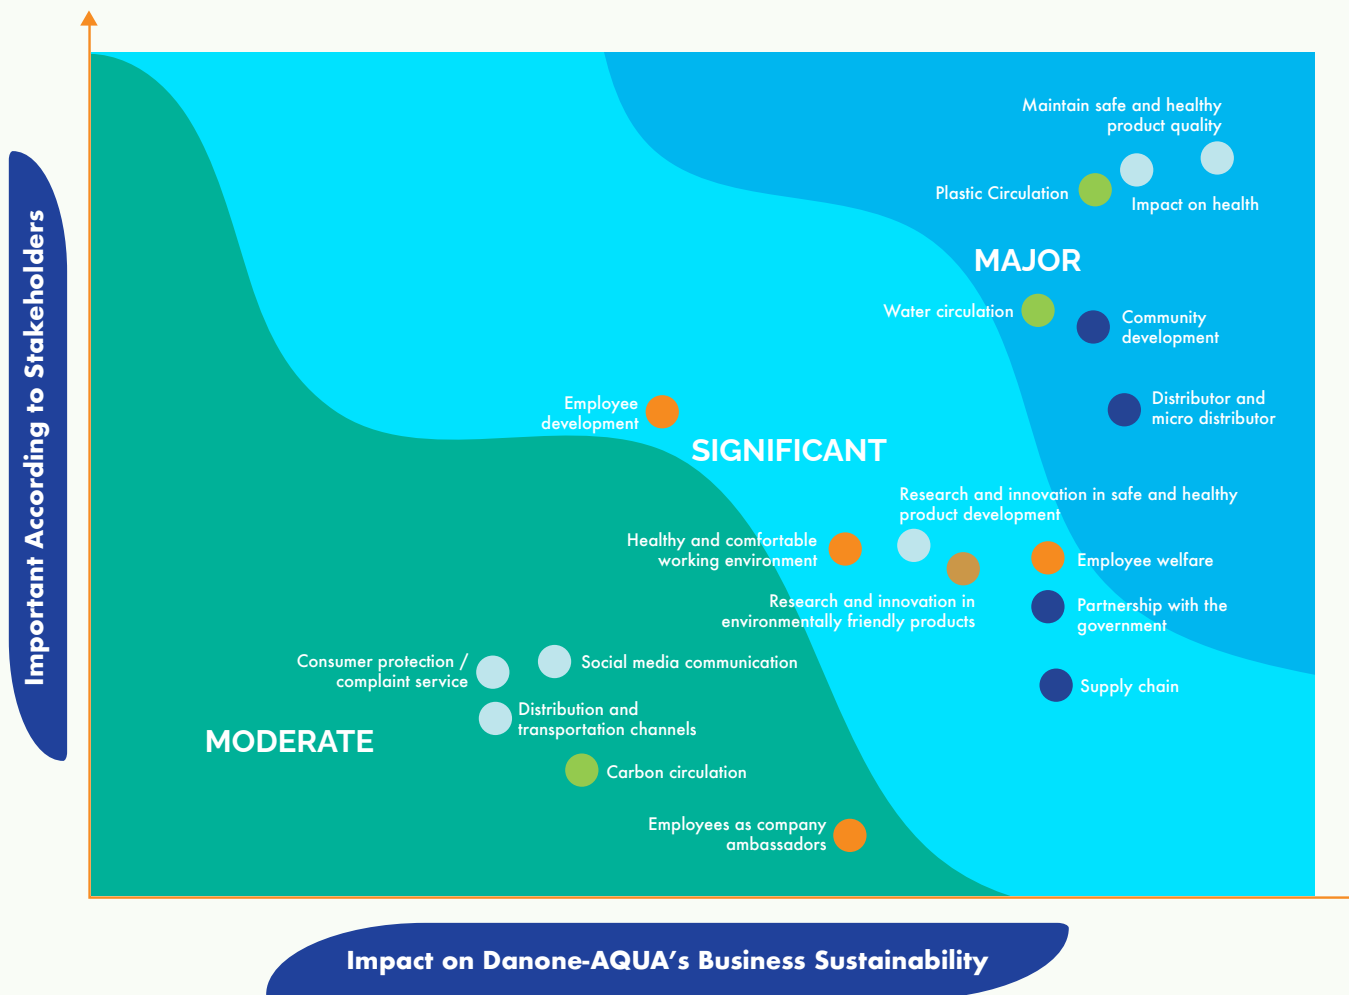 Important According to Stakeholders
Maintain safe and healthy
product quality
Plastic Circulation
Impact on health
MAJOR
Water circulation
Community
development
Distributor and
micro distributor
Employee
development
SIGNIFICANT
Research and innovation in safe and healthy
product development
Healthy and comfortable
working environment
Employee welfare
Research and innovation in
environmentally friendly products
Partnership with the
government
Consumer protection /
complaint service
Social media communication
Supply chain
Distribution and
transportation channels
MODERATE
Carbon circulation
Employees as company
ambassadors
Impact on Danone-AQUA’s Business Sustainability